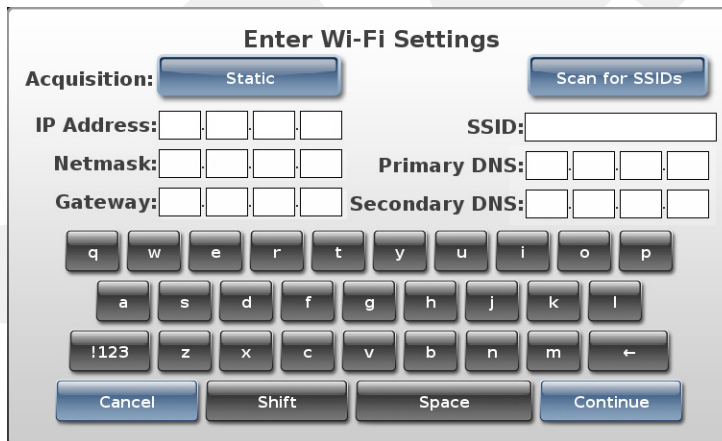 Enter Wi-Fi Settings
Acquisition: Static Scan for SSIDs
IP Address: . . . SSID:
Netmask: . . . Primary DNS: . . .
Gateway: . . . Secondary DNS: . . .
q w e r t y u i o p
a s d f g h j k l
!123 z x c v b n m ←
Cancel Shift Space Continue